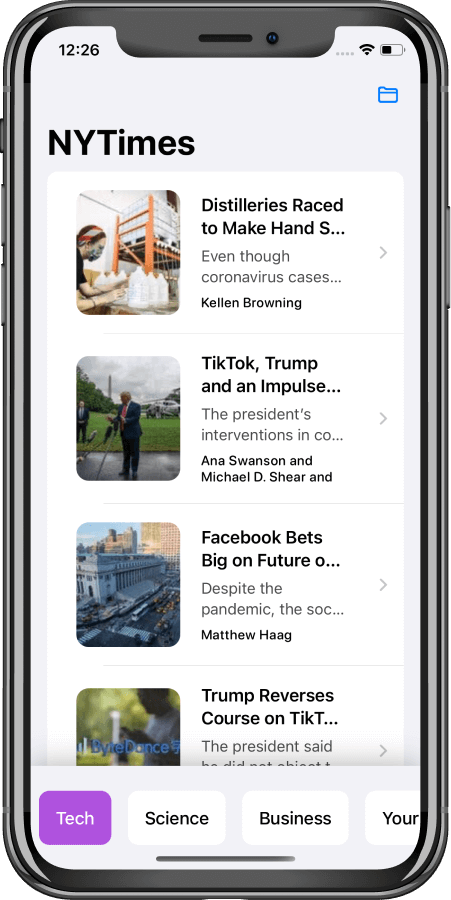 12:26
NYTimes
Distilleries Raced
to Make Hand S...
Even though
coronavirus cases...
Kellen Browning
TikTok, Trump
and an Impulse...
The president's
interventions in co...
Ana Swanson and
Michael D. Shear and
Facebook Bets
Big on Future o...
Despite the
pandemic, the soc...
Matthew Haag
Trump Reverses
Course on TikT...
ByteDance
The president said
he did not object t
Tech
Science
Business
Your